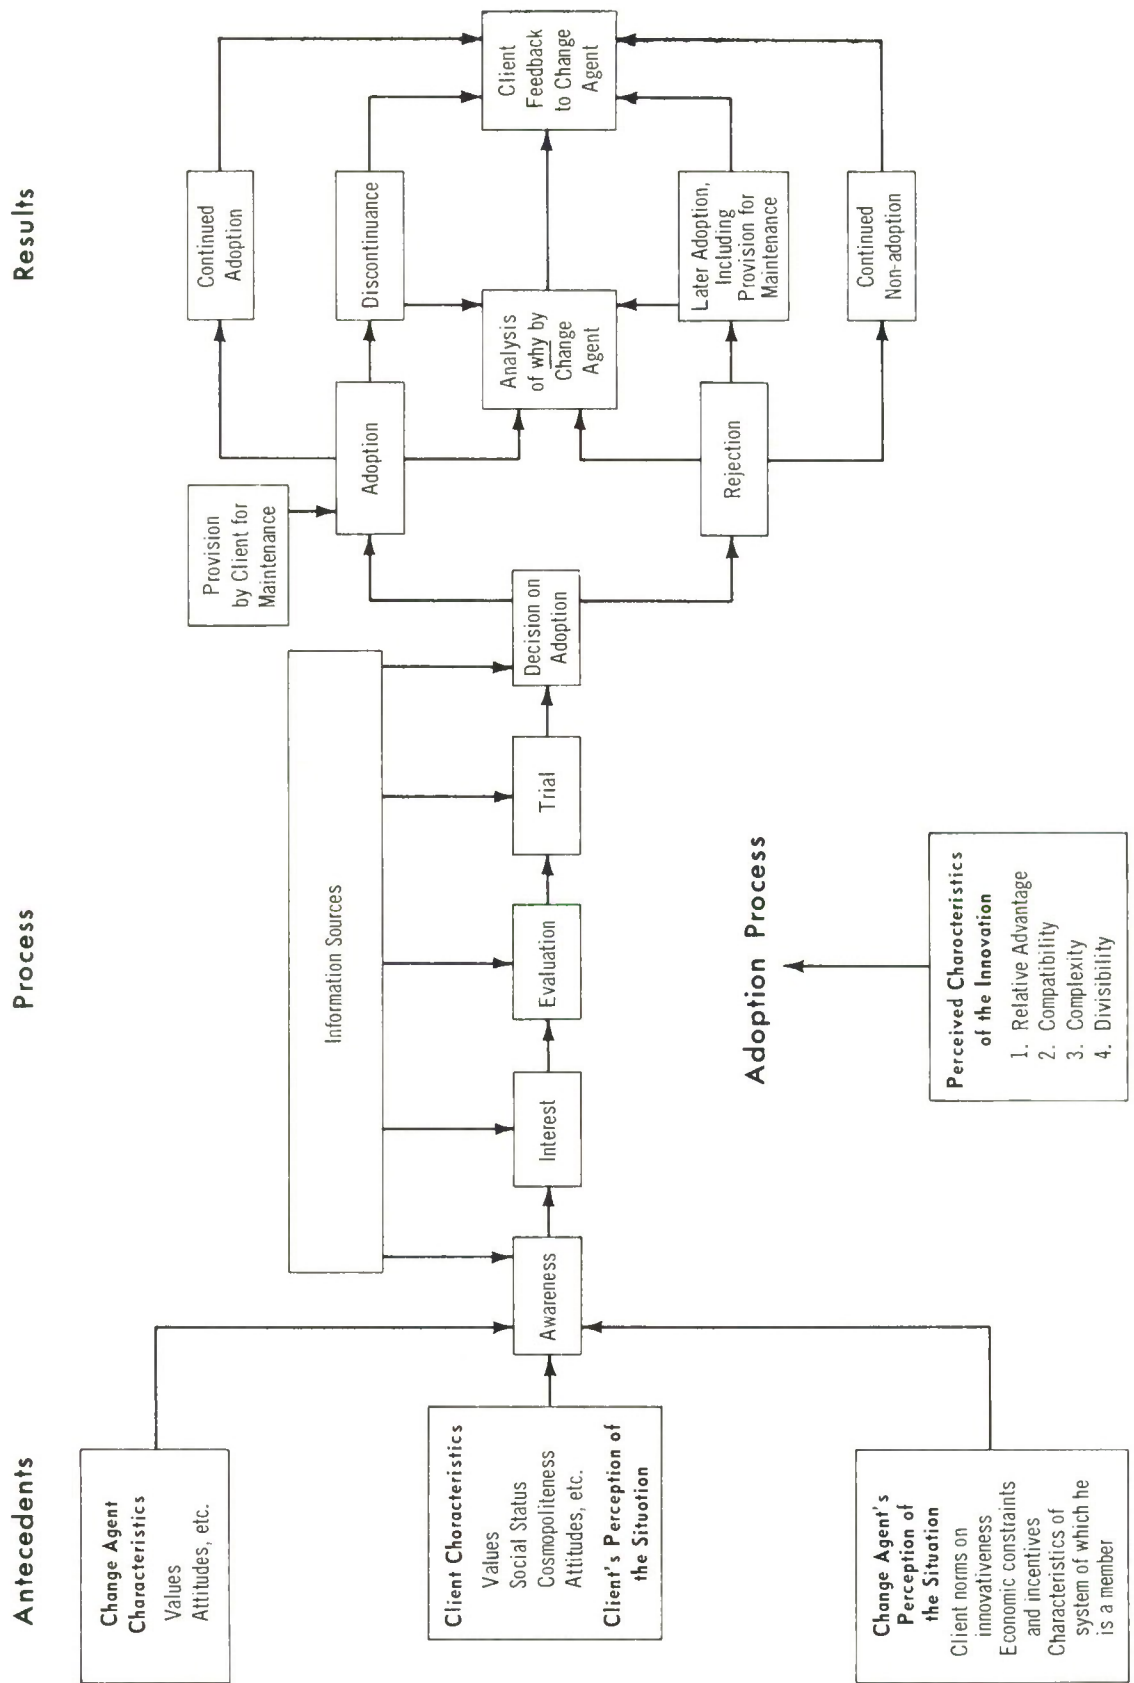 Antecedents
Process
Results
Change Agent
Characteristics
Values
Attitudes, etc.
Client Characteristics
Values
Social Status
Cosmopoliteness
Attitudes, etc.
Client's Perception of
the Situation
Change Agent's
Perception of
the Situation
Client norms on
innovativeness
Economic constraints
and incentives
Characteristics of
system of which he
is a member
Information Sources
Awareness
Interest
Evaluation
Trial
Decision on
Adoption
Adoption Process
Perceived Characteristics
of the Innovation
1. Relative Advantage
2. Compatibility
3. Complexity
4. Divisibility
Provision
by Client for
Maintenance
Adoption
Rejection
Continued
Adoption
Discontinuance
Analysis
of why by
Change
Agent
Later Adoption,
Including
Provision for
Maintenance
Continued
Non-adoption
Client
Feedback
to Change
Agent